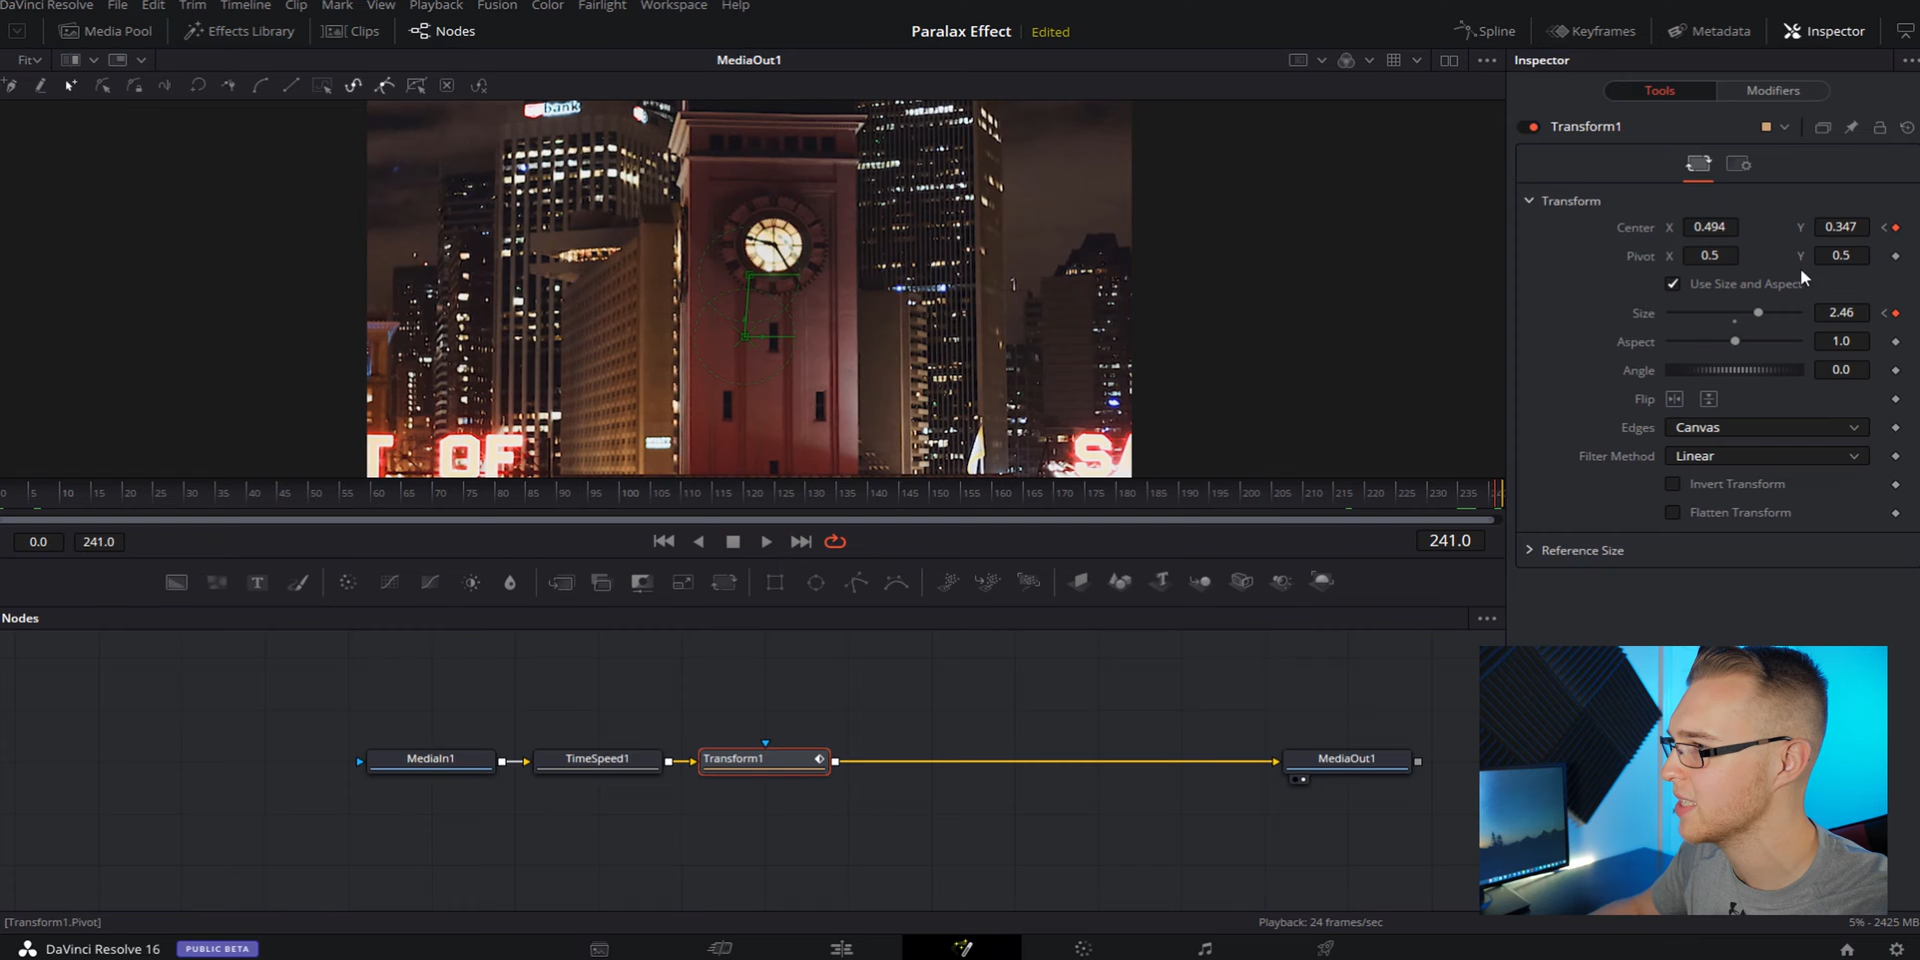 DaVinci Resolve File Edit Trim Timeline Clip Mark View Playback Fusion Color Fairlight Workspace Help
Media Pool Effects Library Clips Nodes Paralax Effect Edited Spline Keyframes Metadata Inspector
Fit MediaOut1 Inspector
Tools Modifiers
Transform1
Transform
Center X 0.494 Y 0.347
Pivot X 0.5 Y 0.5
Use Size and Aspect
Size 2.46
Aspect 1.0
Angle 0.0
Flip
Edges Canvas
Filter Method Linear
Invert Transform
Flatten Transform
Reference Size
bank
T OF SA
0 5 10 15 20 25 30 35 40 45 50 55 60 65 70 75 80 85 90 95 100 105 110 115 120 125 130 135 140 145 150 155 160 165 170 175 180 185 190 195 200 205 210 215 220 225 230 235
0.0 241.0 241.0
Nodes
MediaIn1 TimeSpeed1 Transform1 MediaOut1
[Transform1.Pivot] Playback: 24 frames/sec 5% - 2425 MB
DaVinci Resolve 16 PUBLIC BETA